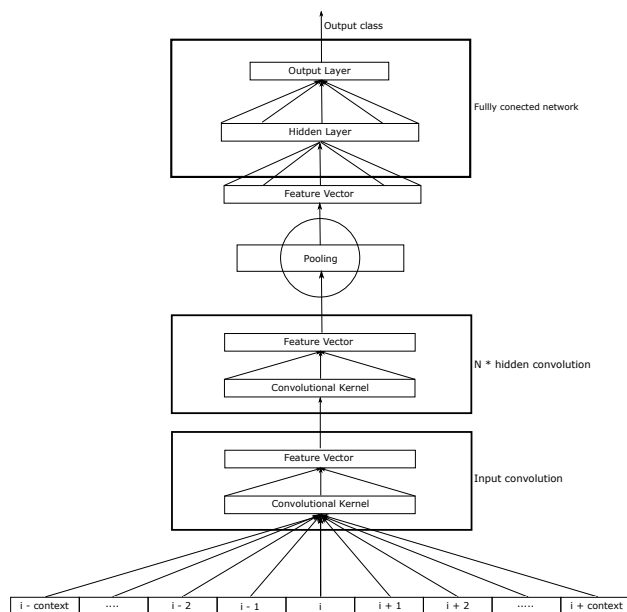 Output class
Output Layer
Fullly conected network
Hidden Layer
Feature Vector
Pooling
Feature Vector
N * hidden convolution
Convolutional Kernel
Feature Vector
Input convolution
Convolutional Kernel
i - context .... i - 2 i - 1 i i + 1 i + 2 ..... i + context